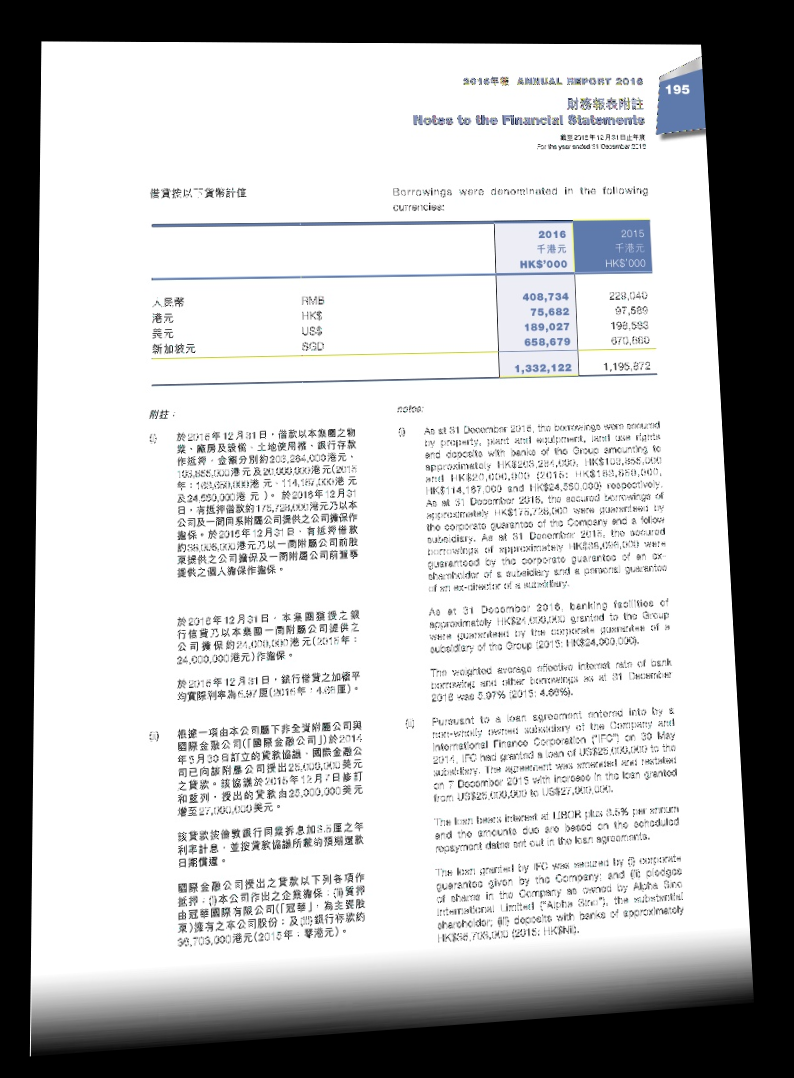 2016年報 ANNUAL REPORT 2016
195
財務報表附註
Notes to the Financial Statements
截至2016年12月31日止年度
For the year ended 31 December 2016
借貸按以下貨幣計值
Borrowings were denominated in the following
currencies:
2016 2015
千港元 千港元
HK$'000 HK$'000
人民幣 RMB 408,734 229,040
港元 HK$ 75,682 97,589
美元 US$ 189,027 198,583
新加坡元 SGD 658,679
1,332,122
附註：
notes:
(i) 於2016年12月31日，借款以本集團之物
業、廠房及設備、土地使用權、銀行存款
作抵押，金額分別約203,284,000港元、
及20,000,000港元(2015
114,167,000港元
及24,550,000港元)。於2016年12月31
日，有抵押借款約176,728,000港元乃以本
公司及一間同系附屬公司提供之公司擔保作
擔保。於2016年12月31日，有抵押借款
港元乃以一間附屬公司前股
東提供之公司擔保及一間附屬公司前董事
提供之個人擔保作擔保。
於2016年12月31日，本集團獲授之銀
行信貸乃以本集團一間附屬公司提供之
公司擔保約24,000,000港元(2015年：
24,000,000港元)作擔保。
於2016年12月31日，銀行借貸之加權平
均實際利率為5.97厘(2015年：4.66厘)。
(ii) 根據一項由本公司屬下非全資附屬公司與
國際金融公司(「國際金融公司」)於2014
年5月30日訂立的貸款協議，國際金融公
司已向該附屬公司授出25,000,000美元
之貸款。該協議於2015年12月7日修訂
和重列，授出的貸款由25,000,000美元
增至27,000,000美元。
該貸款按倫敦銀行同業拆息加3.5厘之年
利率計息，並按貸款協議所載的預期還款
日期償還。
國際金融公司授出之貸款以下列各項作
抵押：(i)本公司作出之企業擔保；(ii)質押
由冠華國際有限公司(「冠華」，為主要股
東)擁有之本公司股份；及(iii)銀行存款約
36,703,000港元(2015年：零港元)。
(i) As at 31 December 2016, the borrowings were secured
by property, plant and equipment, land use rights
and deposits with banks of the Group amounting to
approximately HK$203,284,000,
and HK$20,000,000 (2015:
HK$114,167,000 and HK$24,550,000) respectively.
As at 31 December 2016, the secured borrowings of
approximately HK$176,728,000 were guaranteed by
the corporate guarantee of the Company and a fellow
subsidiary. As at 31 December 2016, the secured
borrowings of approximately were
guaranteed by the corporate guarantee of an ex-
shareholder of a subsidiary and a personal guarantee
of an ex-director of a subsidiary.
As at 31 December 2016, banking facilities of
approximately HK$24,000,000 granted to the Group
were guaranteed by the corporate guarantee of a
subsidiary of the Group (2015: HK$24,000,000).
The weighted average effective interest rate of bank
borrowing and other borrowings as at 31 December
2016 was 5.97% (2015: 4.66%).
(ii) Pursuant to a loan agreement entered into by a
non-wholly owned subsidiary of the Company and
International Finance Corporation ("IFC") on 30 May
2014, IFC had granted a loan of US$25,000,000 to the
subsidiary. The agreement was amended and restated
on 7 December 2015 with increase in the loan granted
from US$25,000,000 to US$27,000,000.
The loan bears interest at LIBOR plus 3.5% per annum
and the amounts due are based on the scheduled
repayment dates set out in the loan agreements.
The loan granted by IFC was secured by (i) corporate
guarantee given by the Company; and (ii) pledges
of shares in the Company as owned by Alpha Sino
International Limited ("Alpha Sino"), the substantial
shareholder; (iii) deposits with banks of approximately
HK$36,703,000 (2015: HK$Nil).